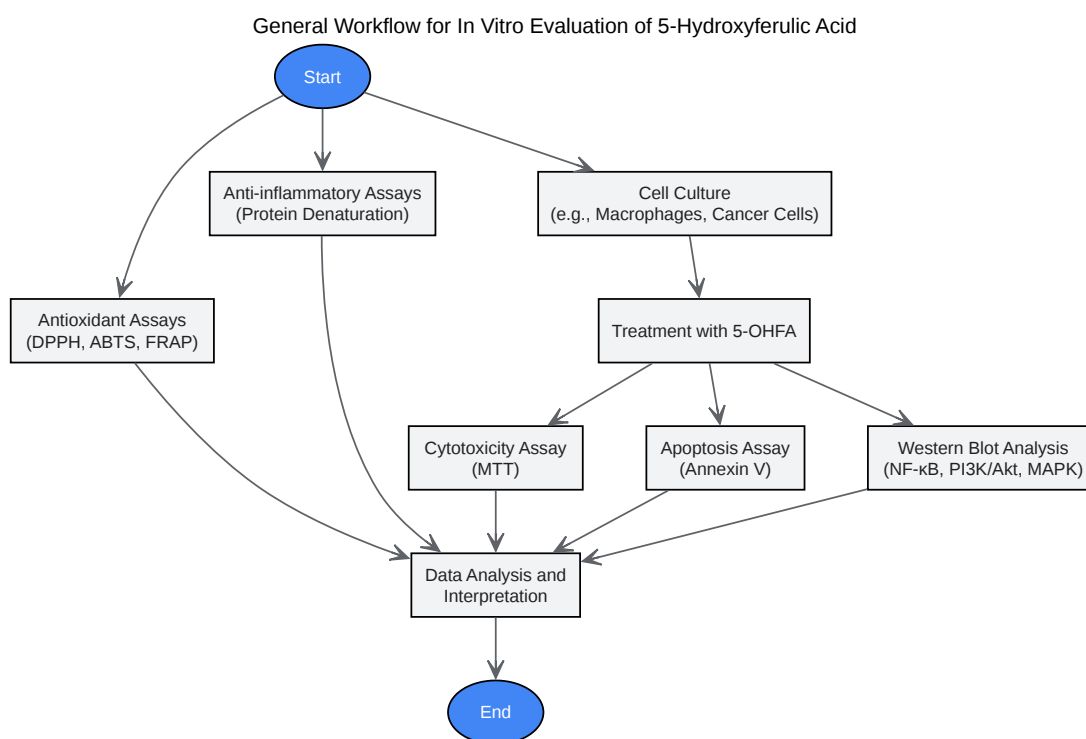 General Workflow for In Vitro Evaluation of 5-Hydroxyferulic Acid
Start
Anti-inflammatory Assays
(Protein Denaturation)
Cell Culture
(e.g., Macrophages, Cancer Cells)
Antioxidant Assays
(DPPH, ABTS, FRAP)
Treatment with 5-OHFA
Cytotoxicity Assay
(MTT)
Apoptosis Assay
(Annexin V)
Western Blot Analysis
(NF-κB, PI3K/Akt, MAPK)
Data Analysis and
Interpretation
End